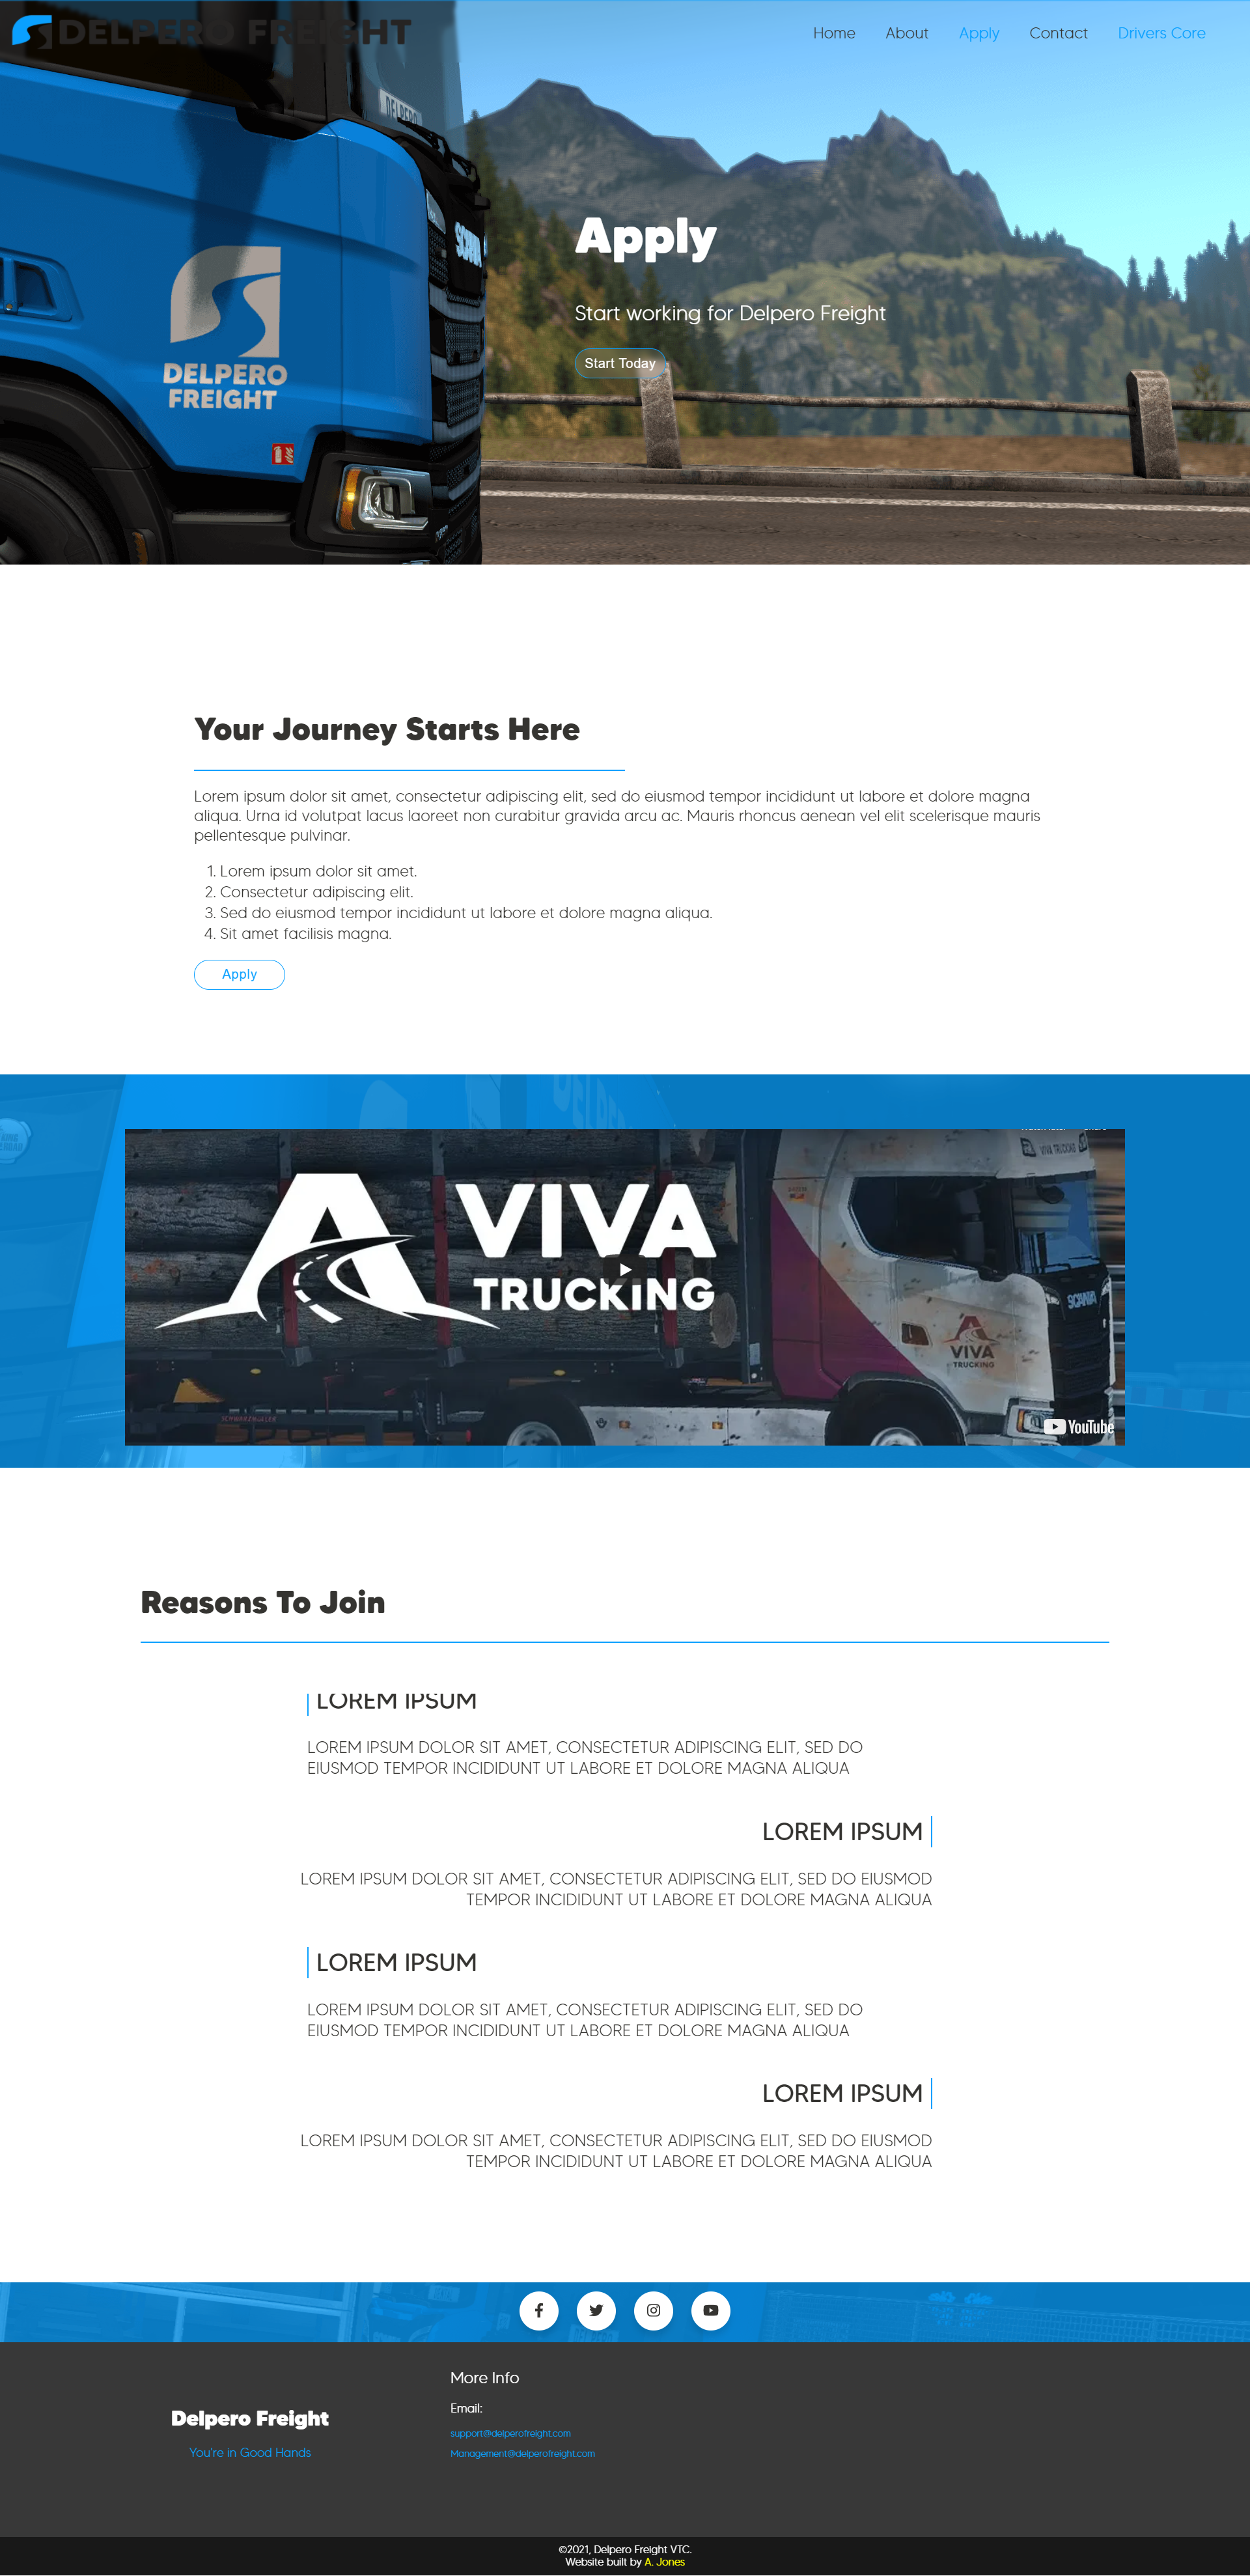 DELPERO FREIGHT
Home About Apply Contact Drivers Core
DELPERO
SCANIA
Apply
Start working for Delpero Freight
Start Today
DELPERO
FREIGHT
Your Journey Starts Here
Lorem ipsum dolor sit amet, consectetur adipiscing elit, sed do eiusmod tempor incididunt ut labore et dolore magna
aliqua. Urna id volutpat lacus laoreet non curabitur gravida arcu ac. Mauris rhoncus aenean vel elit scelerisque mauris
pellentesque pulvinar.
1. Lorem ipsum dolor sit amet.
2. Consectetur adipiscing elit.
3. Sed do eiusmod tempor incididunt ut labore et dolore magna aliqua.
4. Sit amet facilisis magna.
Apply
DELPERO
VIVA TRUCKING
VIVA
TRUCKING
SCANIA
VIVA
TRUCKING
SCHWARZMÜLLER
YouTube
Reasons To Join
LOREM IPSUM
LOREM IPSUM DOLOR SIT AMET, CONSECTETUR ADIPISCING ELIT, SED DO
EIUSMOD TEMPOR INCIDIDUNT UT LABORE ET DOLORE MAGNA ALIQUA
LOREM IPSUM
LOREM IPSUM DOLOR SIT AMET, CONSECTETUR ADIPISCING ELIT, SED DO EIUSMOD
TEMPOR INCIDIDUNT UT LABORE ET DOLORE MAGNA ALIQUA
LOREM IPSUM
LOREM IPSUM DOLOR SIT AMET, CONSECTETUR ADIPISCING ELIT, SED DO
EIUSMOD TEMPOR INCIDIDUNT UT LABORE ET DOLORE MAGNA ALIQUA
LOREM IPSUM
LOREM IPSUM DOLOR SIT AMET, CONSECTETUR ADIPISCING ELIT, SED DO EIUSMOD
TEMPOR INCIDIDUNT UT LABORE ET DOLORE MAGNA ALIQUA
More Info
Delpero Freight
You're in Good Hands
Email:
support@delperofreight.com
Management@delperofreight.com
©2021, Delpero Freight VTC.
Website built by A. Jones